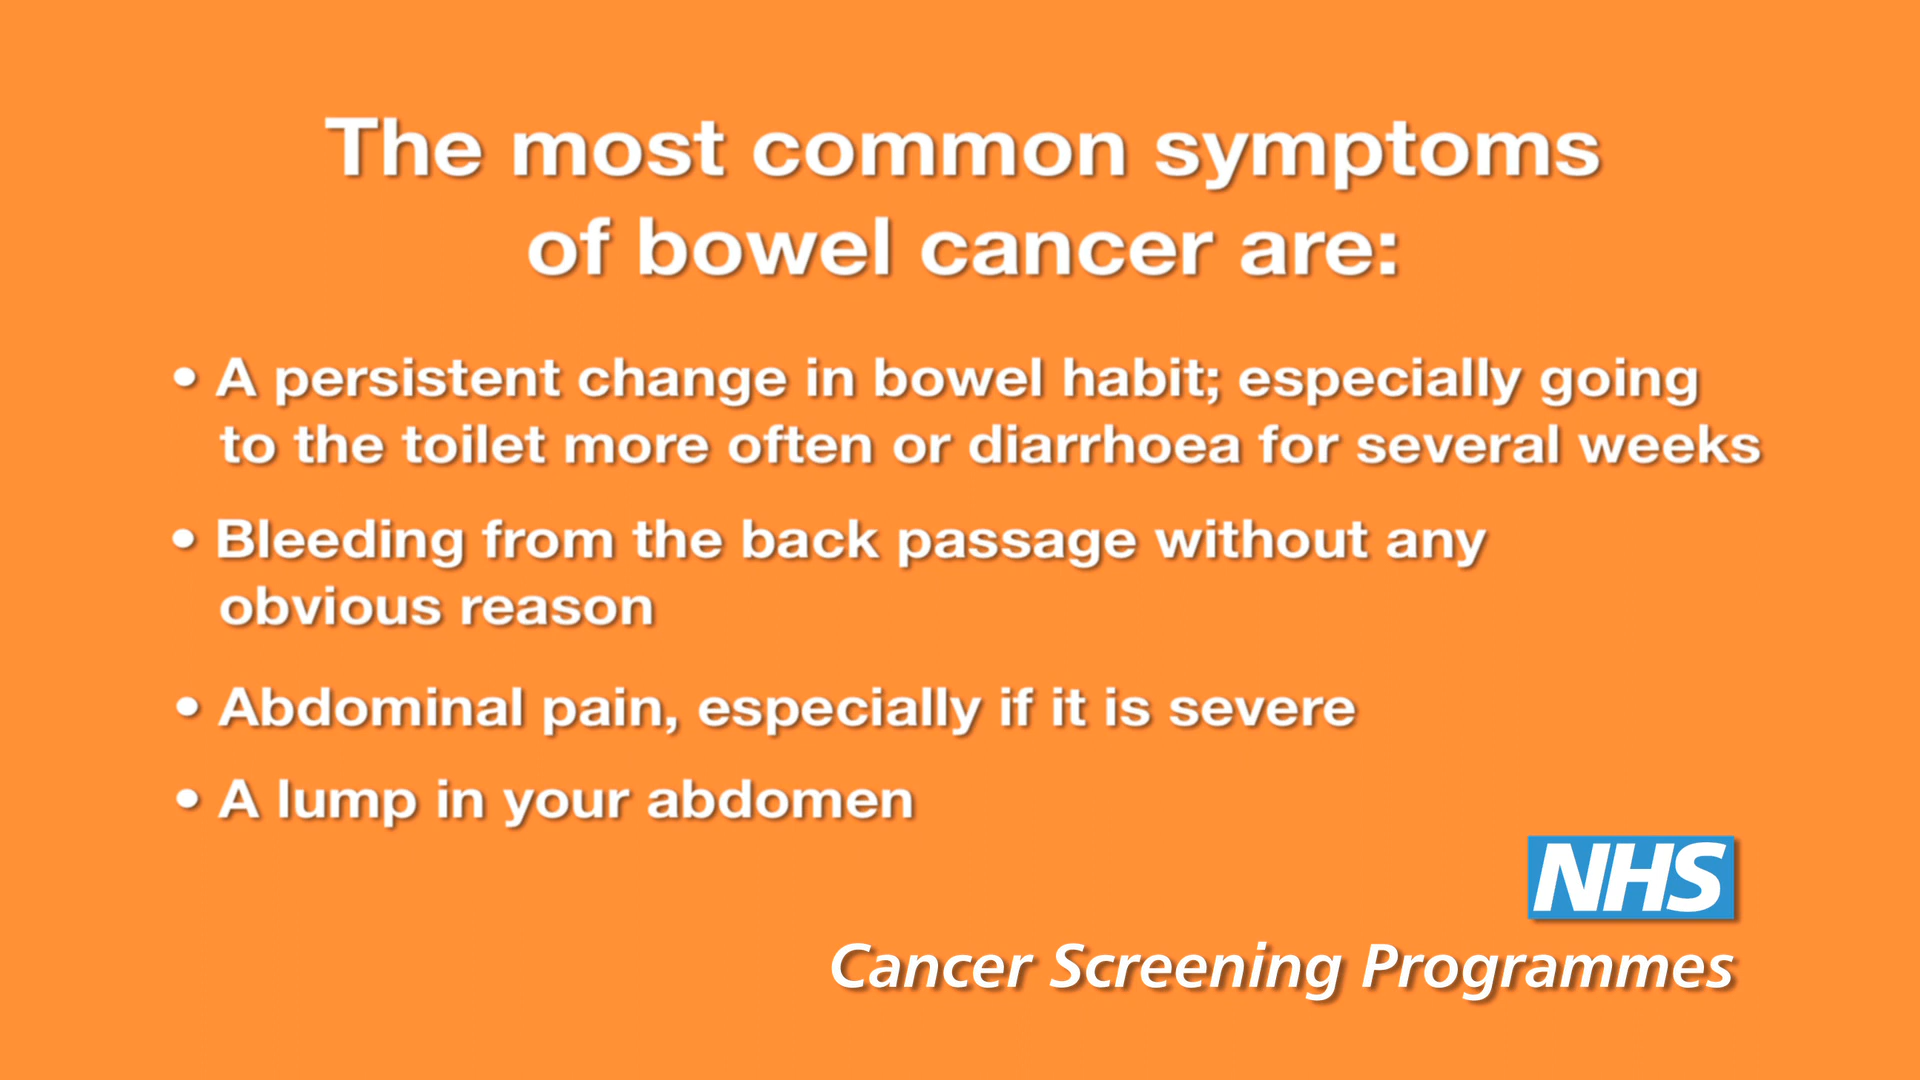 The most common symptoms
of bowel cancer are:
• A persistent change in bowel habit; especially going
to the toilet more often or diarrhoea for several weeks
• Bleeding from the back passage without any
obvious reason
• Abdominal pain, especially if it is severe
• A lump in your abdomen
NHS
Cancer Screening Programmes